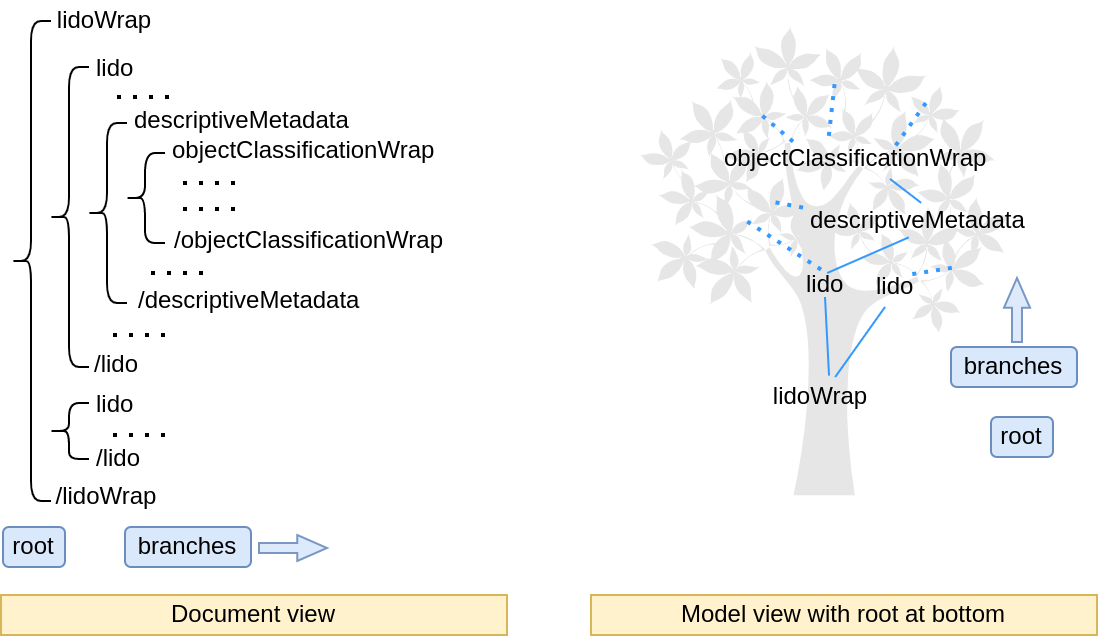 lidoWrap
lido
descriptiveMetadata
objectClassificationWrap
/objectClassificationWrap
/descriptiveMetadata
/lido
lido
/lido
/lidoWrap
root
branches
Document view
objectClassificationWrap
descriptiveMetadata
lido
lido
lidoWrap
branches
root
Model view with root at bottom